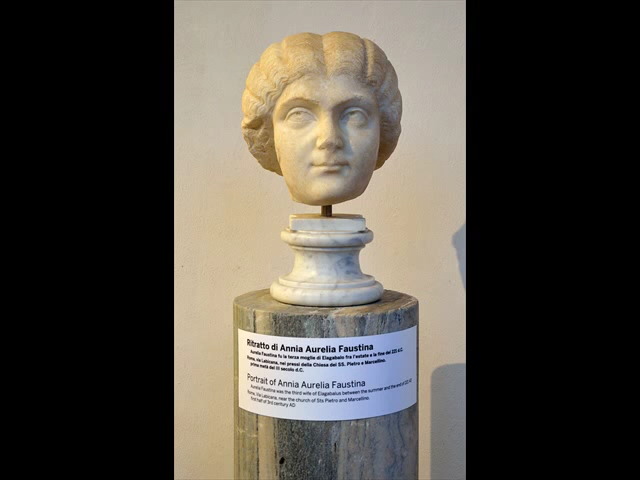 Ritratto di Annia Aurelia Faustina
Aurelia Faustina fu la terza moglie di Elagabalo fra l'estate e la fine del 221 d.C.
Roma, via Labicana, nei pressi della Chiesa dei SS. Pietro e Marcellino.
prima metà del III secolo d.C.
Portrait of Annia Aurelia Faustina
Aurelia Faustina was the third wife of Elagabalus between the summer and the end of 221 AD
Rome, Via Labicana, near the church of Sts Pietro and Marcellino.
first half of 3rd century AD